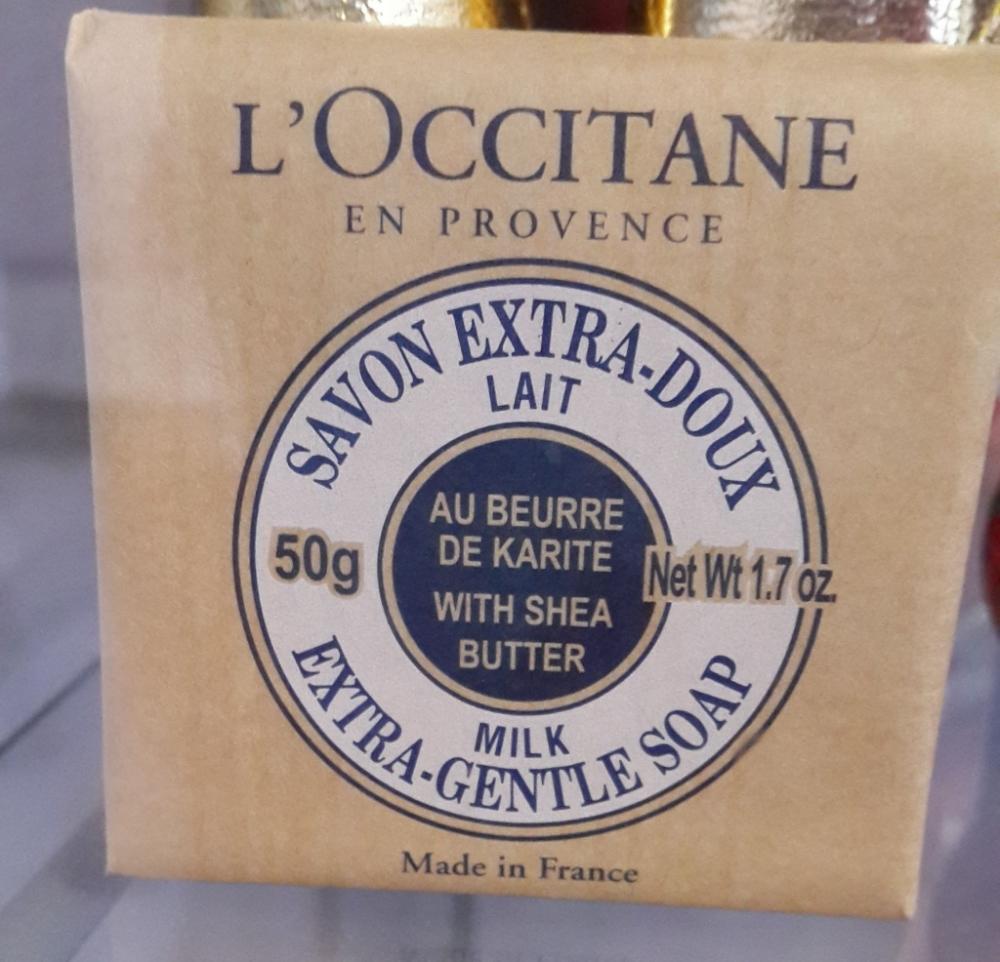 L'OCCITANE
EN PROVENCE
SAVON EXTRA-DOUX
LAIT
AU BEURRE
DE KARITE
WITH SHEA
BUTTER
50g
Net Wt 1.7 oz.
MILK
EXTRA-GENTLE SOAP
Made in France